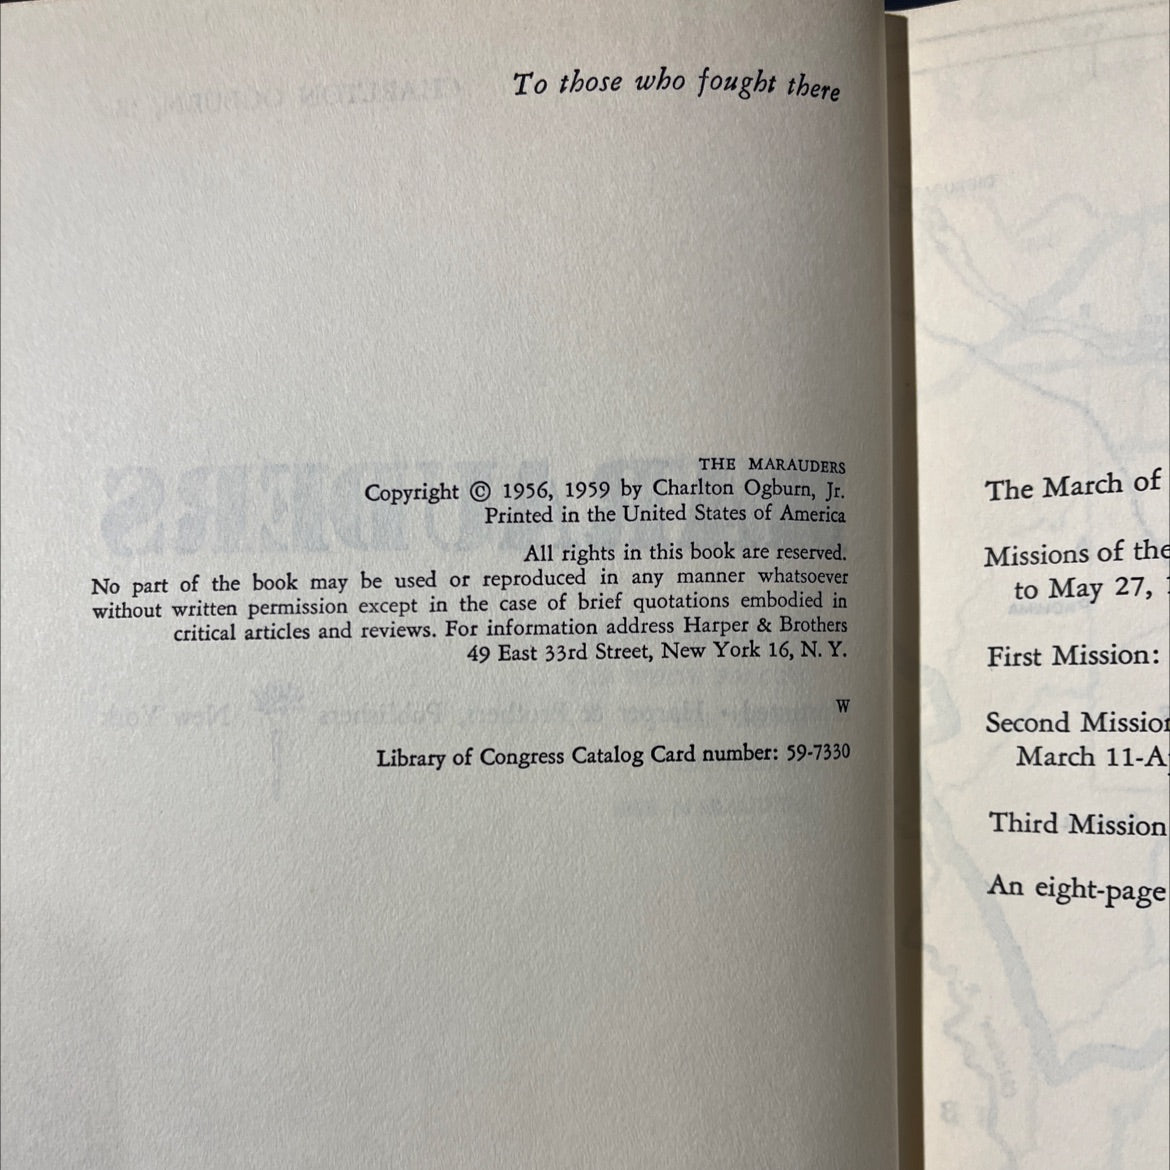 To those who fought there
THE MARAUDERS
Copyright © 1956, 1959 by Charlton Ogburn, Jr.
Printed in the United States of America
All rights in this book are reserved.
No part of the book may be used or reproduced in any manner whatsoever
without written permission except in the case of brief quotations embodied in
critical articles and reviews. For information address Harper & Brothers
49 East 33rd Street, New York 16, N. Y.
W
Library of Congress Catalog Card number: 59-7330
The March of
Missions of the
to May 27,
First Mission:
Second Mission
March 11-A
Third Mission
An eight-page